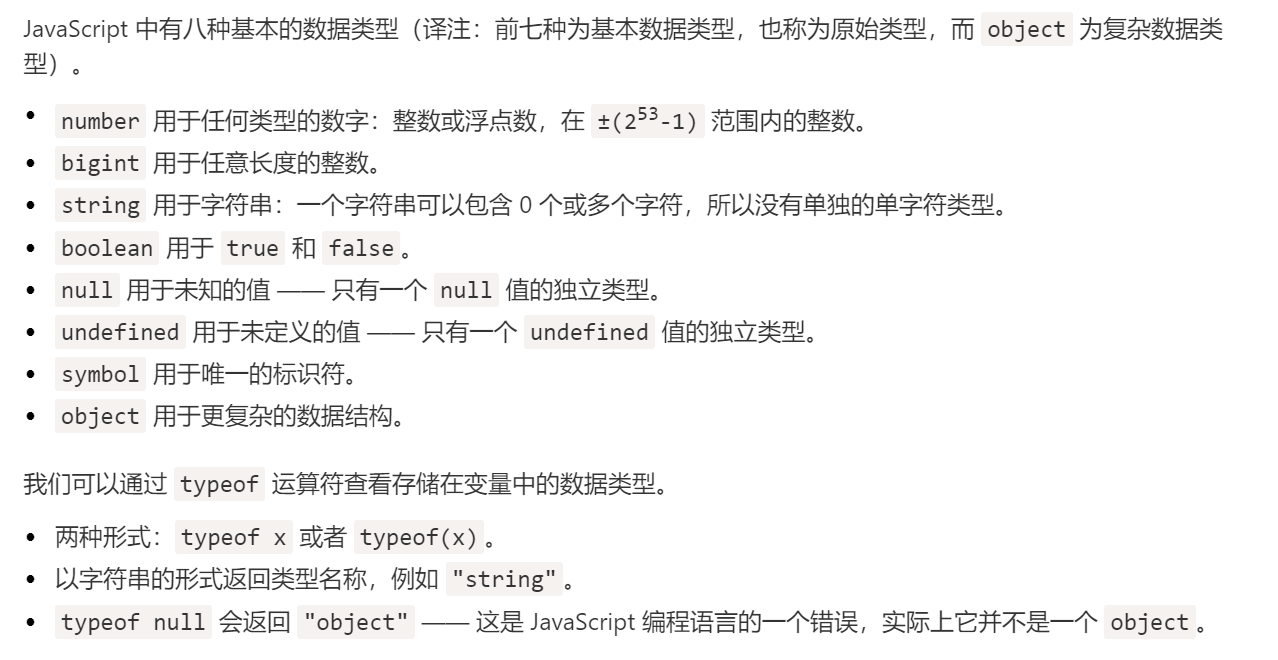 JavaScript 中有八种基本的数据类型（译注：前七种为基本数据类型，也称为原始类型，而 object 为复杂数据类
型）。
• number 用于任何类型的数字：整数或浮点数，在 ±(2⁵³-1) 范围内的整数。
• bigint 用于任意长度的整数。
• string 用于字符串：一个字符串可以包含 0 个或多个字符，所以没有单独的单字符类型。
• boolean 用于 true 和 false。
• null 用于未知的值 —— 只有一个 null 值的独立类型。
• undefined 用于未定义的值 —— 只有一个 undefined 值的独立类型。
• symbol 用于唯一的标识符。
• object 用于更复杂的数据结构。
我们可以通过 typeof 运算符查看存储在变量中的数据类型。
• 两种形式：typeof x 或者 typeof(x)。
• 以字符串的形式返回类型名称，例如 "string"。
• typeof null 会返回 "object" —— 这是 JavaScript 编程语言的一个错误，实际上它并不是一个 object。